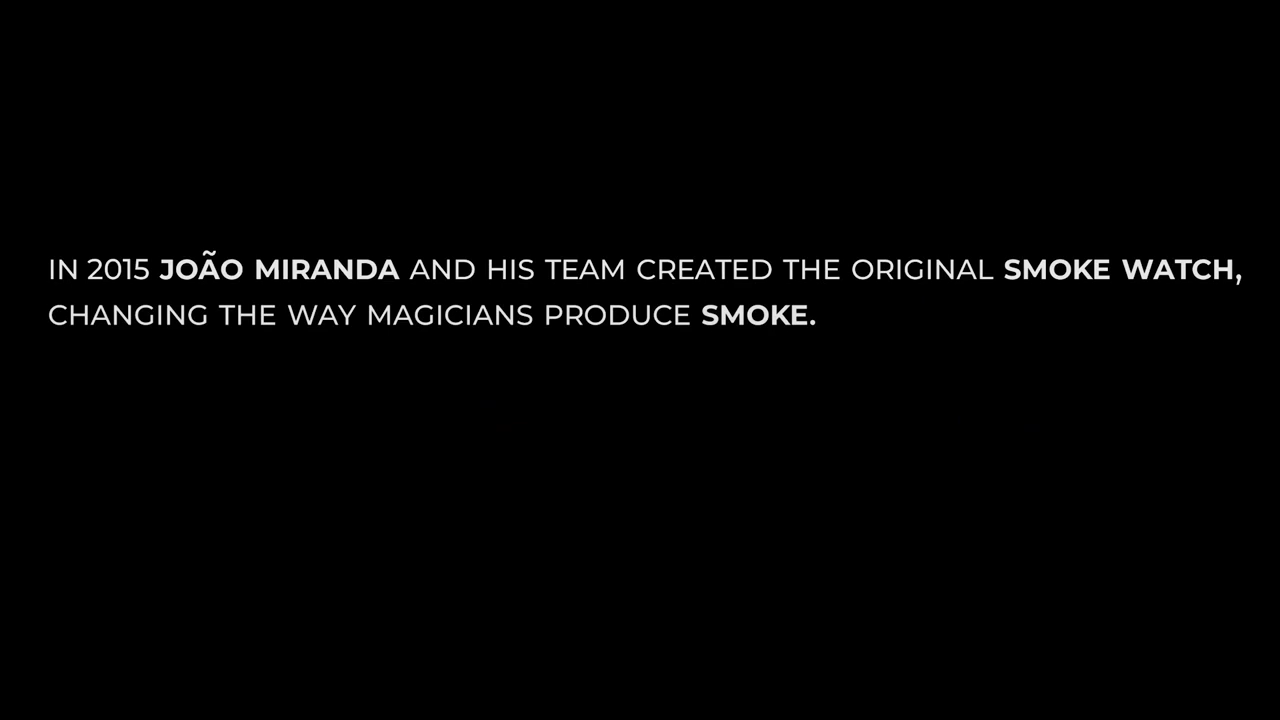 IN 2015 JOÃO MIRANDA AND HIS TEAM CREATED THE ORIGINAL SMOKE WATCH,
CHANGING THE WAY MAGICIANS PRODUCE SMOKE.